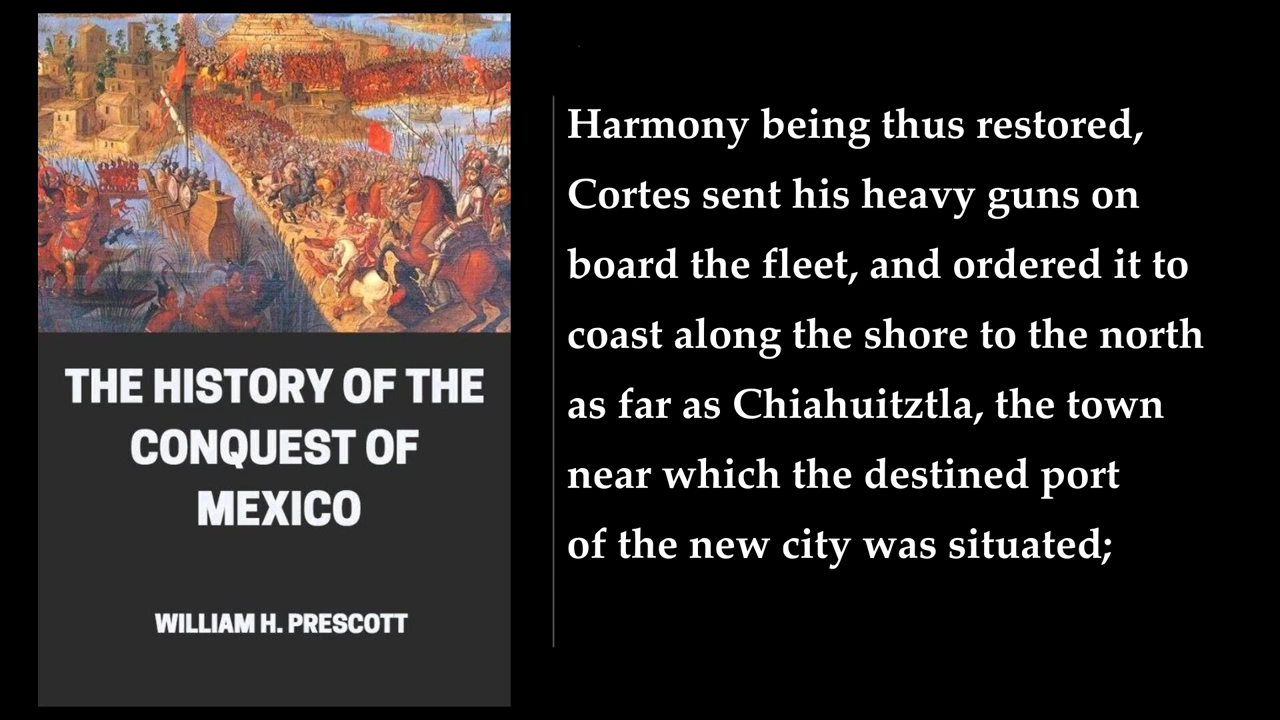 THE HISTORY OF THE
CONQUEST OF
MEXICO
WILLIAM H. PRESCOTT
Harmony being thus restored,
Cortes sent his heavy guns on
board the fleet, and ordered it to
coast along the shore to the north
as far as Chiahuitztla, the town
near which the destined port
of the new city was situated;